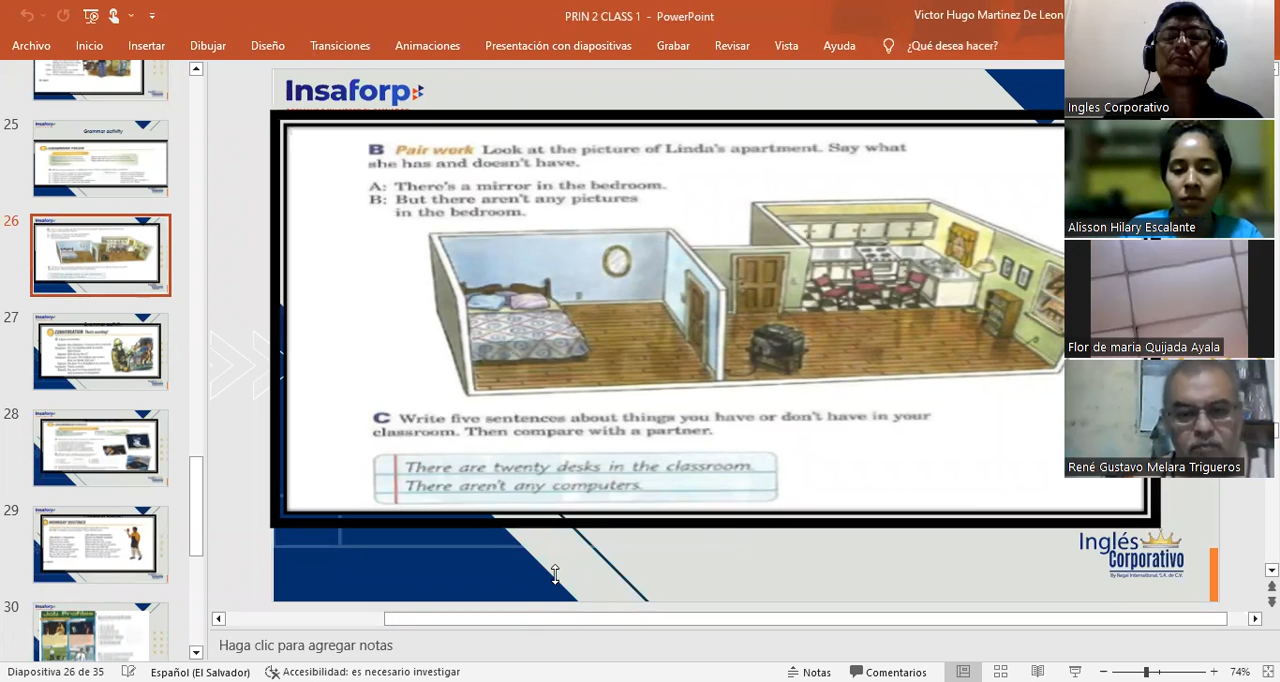 PRIN 2 CLASS 1 - PowerPoint
Victor Hugo Martinez De Leon
Archivo Inicio Insertar Dibujar Diseño Transiciones Animaciones Presentación con diapositivas Grabar Revisar Vista Ayuda ¿Qué desea hacer?
Ingles Corporativo
Alisson Hilary Escalante
Flor de maria Quijada Ayala
René Gustavo Melara Trigueros
25
26
27
28
29
30
Insaforp
B Pair work Look at the picture of Linda's apartment. Say what
she has and doesn't have.
A: There's a mirror in the bedroom.
B: But there aren't any pictures
in the bedroom.
C Write five sentences about things you have or don't have in your
classroom. Then compare with a partner.
There are twenty desks in the classroom.
There aren't any computers.
Inglés
Corporativo
By Regal International, S.A. de C.V.
Haga clic para agregar notas
Diapositiva 26 de 35 Español (El Salvador) Accesibilidad: es necesario investigar Notas Comentarios 74%